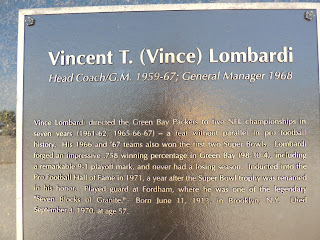 Vincent T. (Vince) Lombardi
Head Coach/G.M. 1959-67; General Manager 1968
Vince Lombardi directed the Green Bay Packers to five NFL championships in
seven years (1961-62 1965-66-67) – a feat without parallel in pro football
history. His 1966 and '67 teams also won the first two Super Bowls. Lombardi
forged an impressive .758 winning percentage in Green Bay (98-30-4), including
a remarkable 9-1 playoff mark, and never had a losing season. Inducted into the
Pro Football Hall of Fame in 1971, a year after the Super Bowl trophy was renamed
in his honor. Played guard at Fordham, where he was one of the legendary
"Seven Blocks of Granite." Born June 11, 1913, in Brooklyn, N.Y. Died
September 3, 1970, at age 57.